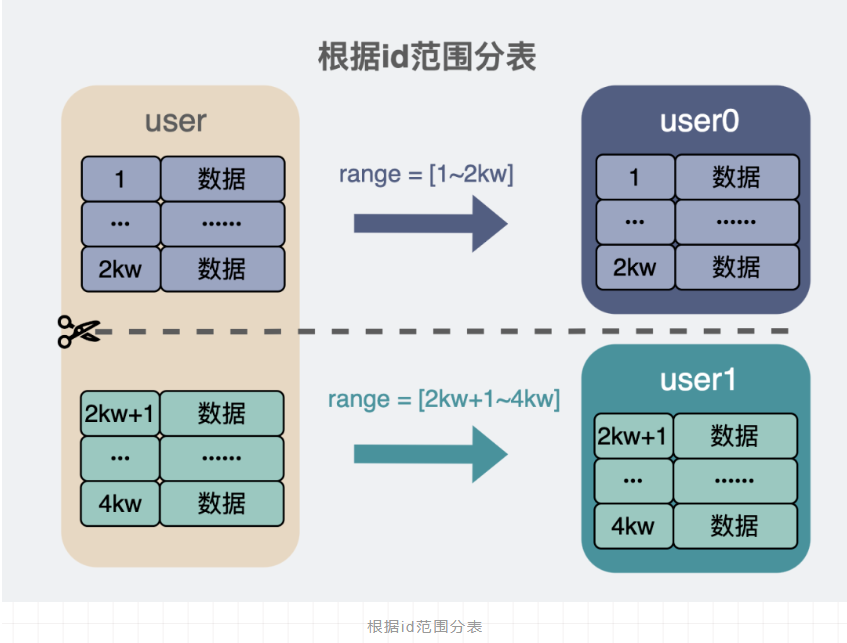 根据id范围分表
user
1 数据
... ......
2kw 数据
range = [1~2kw]
user0
1 数据
... ......
2kw 数据
2kw+1 数据
... ......
4kw 数据
range = [2kw+1~4kw]
user1
2kw+1 数据
... ......
4kw 数据
根据id范围分表